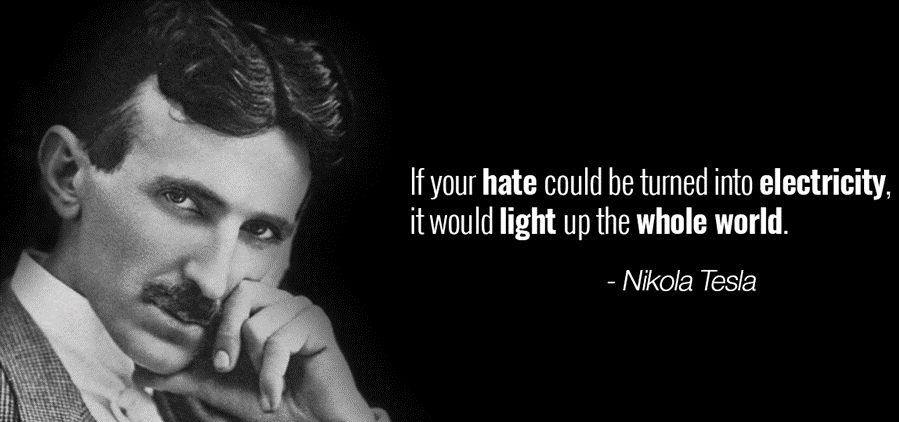 If your hate could be turned into electricity,
it would light up the whole world.
- Nikola Tesla